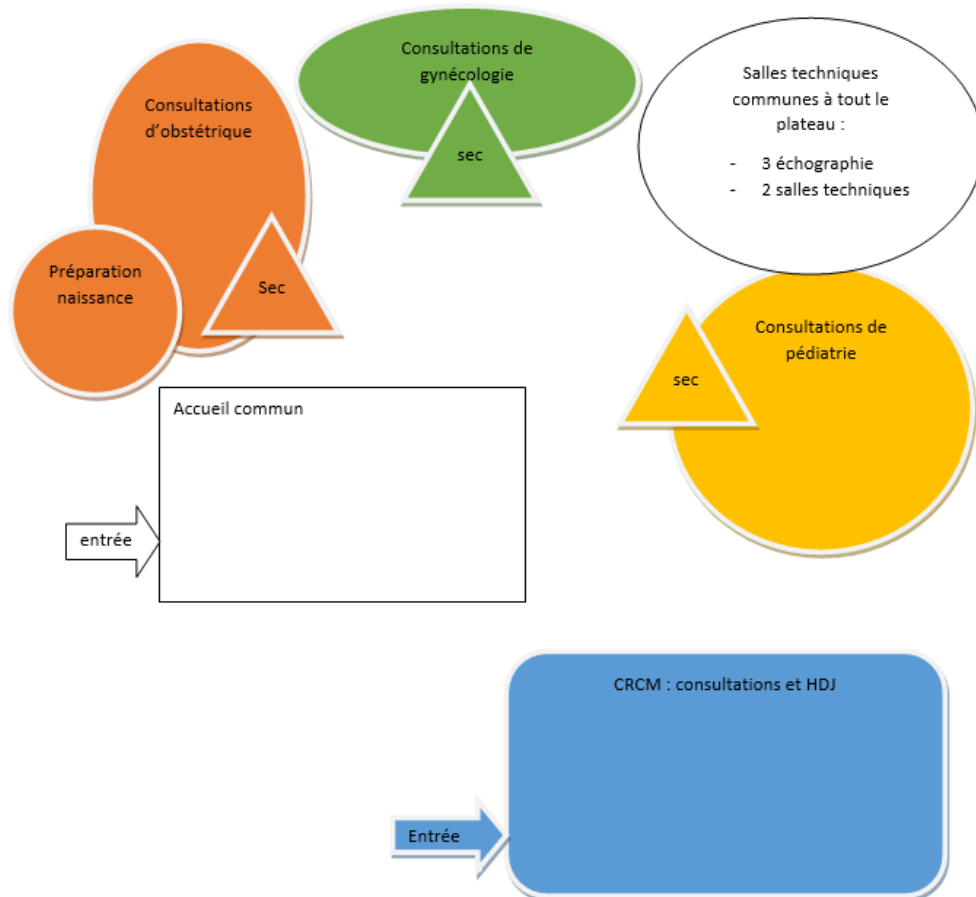 Consultations de
gynécologie
sec
Consultations
d'obstétrique
Sec
Préparation
naissance
Salles techniques
communes à tout le
plateau :
- 3 échographie
- 2 salles techniques
Consultations de
pédiatrie
sec
Accueil commun
entrée
CRCM : consultations et HDJ
Entrée